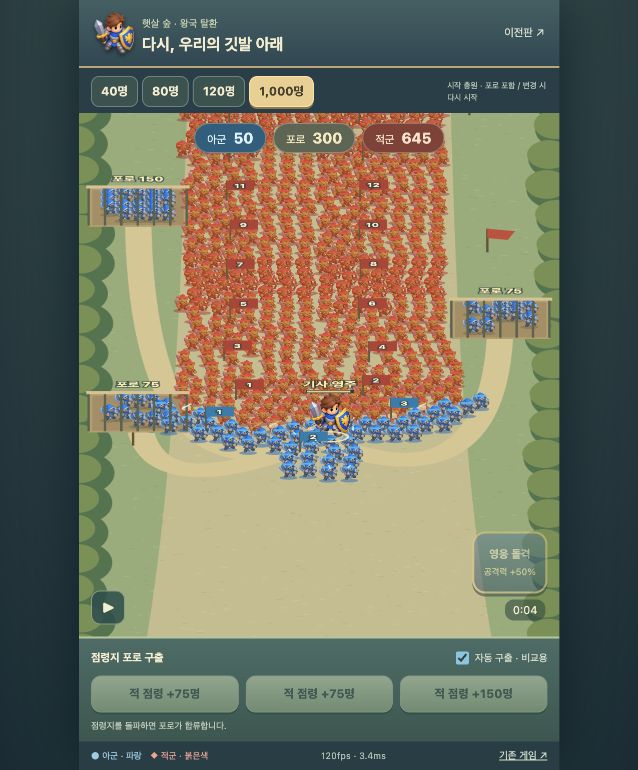 햇살 숲 · 왕국 탈환
다시, 우리의 깃발 아래
이전판 ↗
40명
80명
120명
1,000명
시작 총원 · 포로 포함 / 변경 시
다시 시작
아군 50
포로 300
적군 645
포로 150
11
12
9
10
7
8
포로 75
5
6
3
4
포로 75
1
기사 영주
2
1
3
2
영웅 돌격
공격력 +50%
▶
0:04
점령지 포로 구출
자동 구출 · 비교용
적 점령 +75명
적 점령 +75명
적 점령 +150명
점령지를 돌파하면 포로가 합류합니다.
● 아군 · 파랑
◆ 적군 · 붉은색
120fps · 3.4ms
기존 게임 ↗